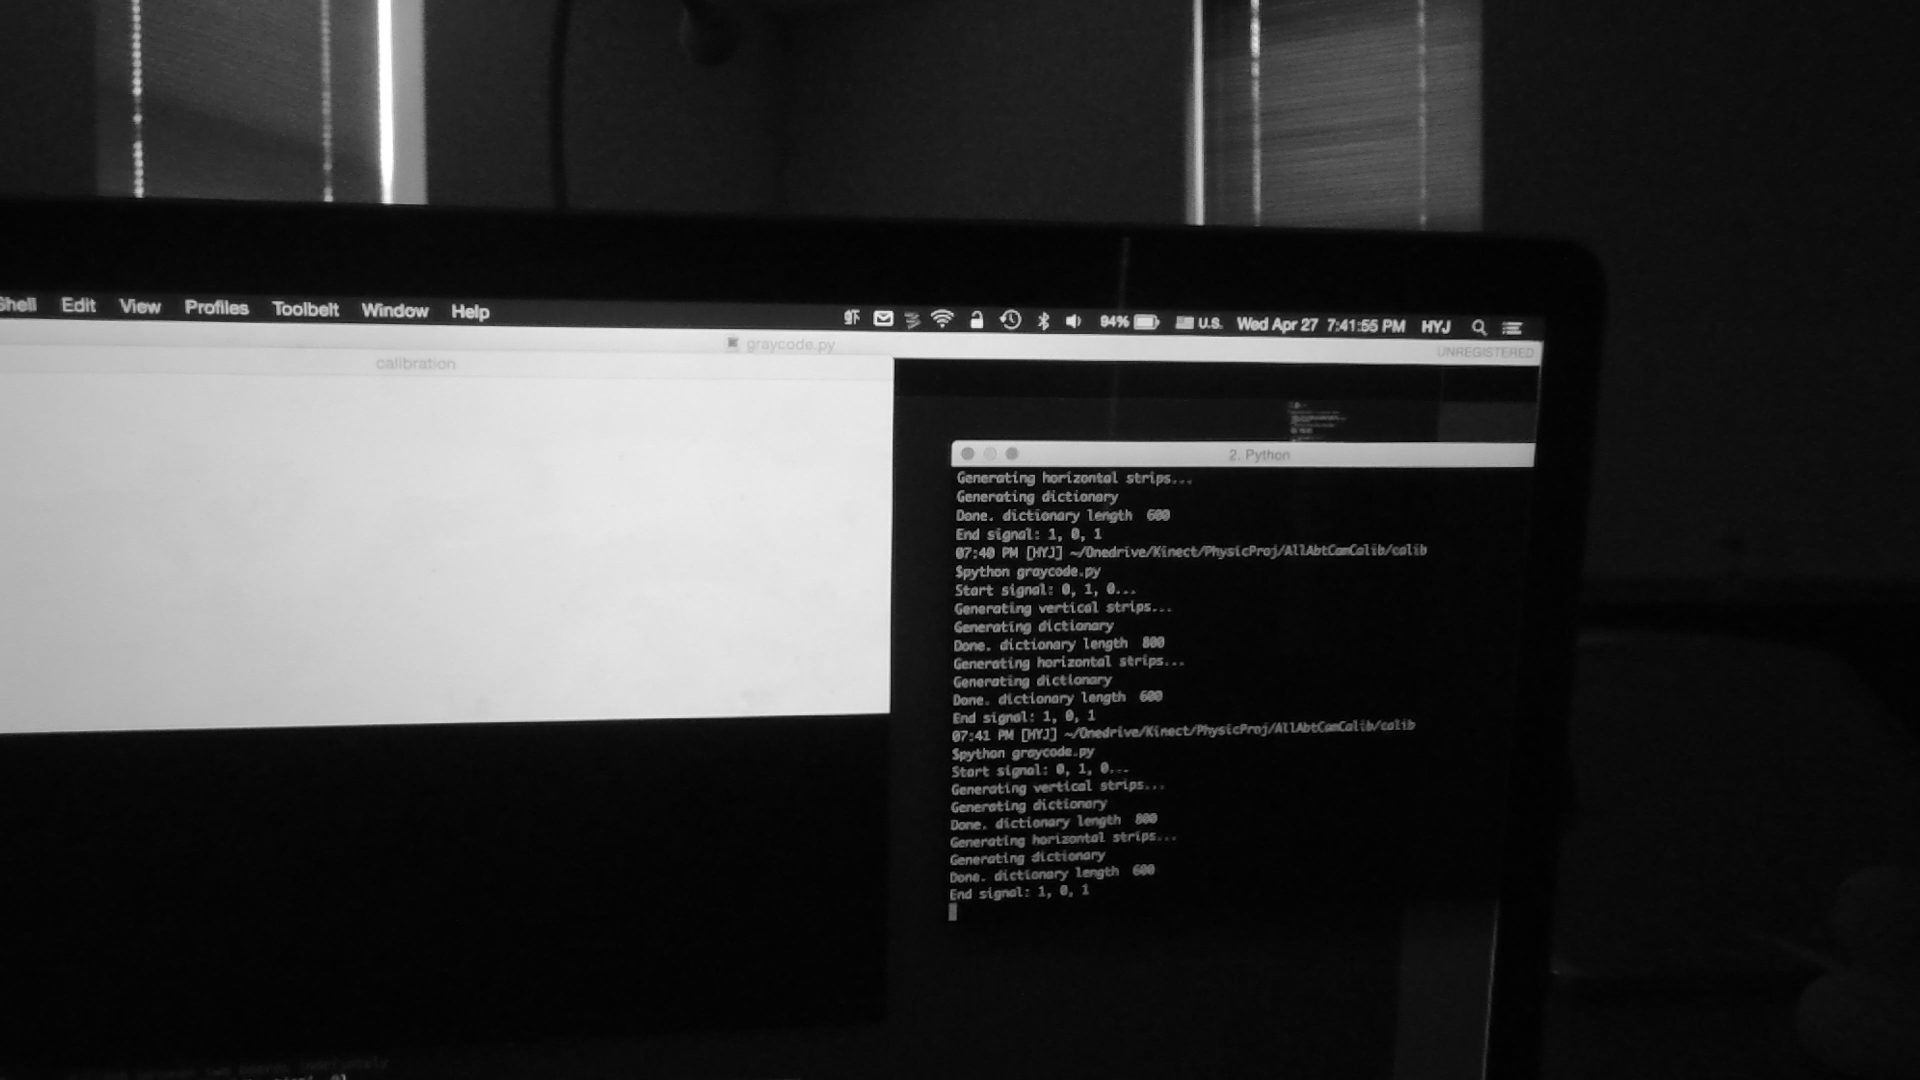 Shell Edit View Profiles Toolbelt Window Help 94% U.S. Wed Apr 27 7:41:55 PM HYJ
graycode.py
UNREGISTERED
calibration
2. Python
Generating horizontal strips...
Generating dictionary
Done. dictionary length 600
End signal: 1, 0, 1
07:40 PM [HYJ] ~/Onedrive/Kinect/PhysicProj/AllAbtCamCalib/calib
$python graycode.py
Start signal: 0, 1, 0...
Generating vertical strips...
Generating dictionary
Done. dictionary length 800
Generating horizontal strips...
Generating dictionary
Done. dictionary length 600
End signal: 1, 0, 1
07:41 PM [HYJ] ~/Onedrive/Kinect/PhysicProj/AllAbtCamCalib/calib
$python graycode.py
Start signal: 0, 1, 0...
Generating vertical strips...
Generating dictionary
Done. dictionary length 800
Generating horizontal strips...
Generating dictionary
Done. dictionary length 600
End signal: 1, 0, 1